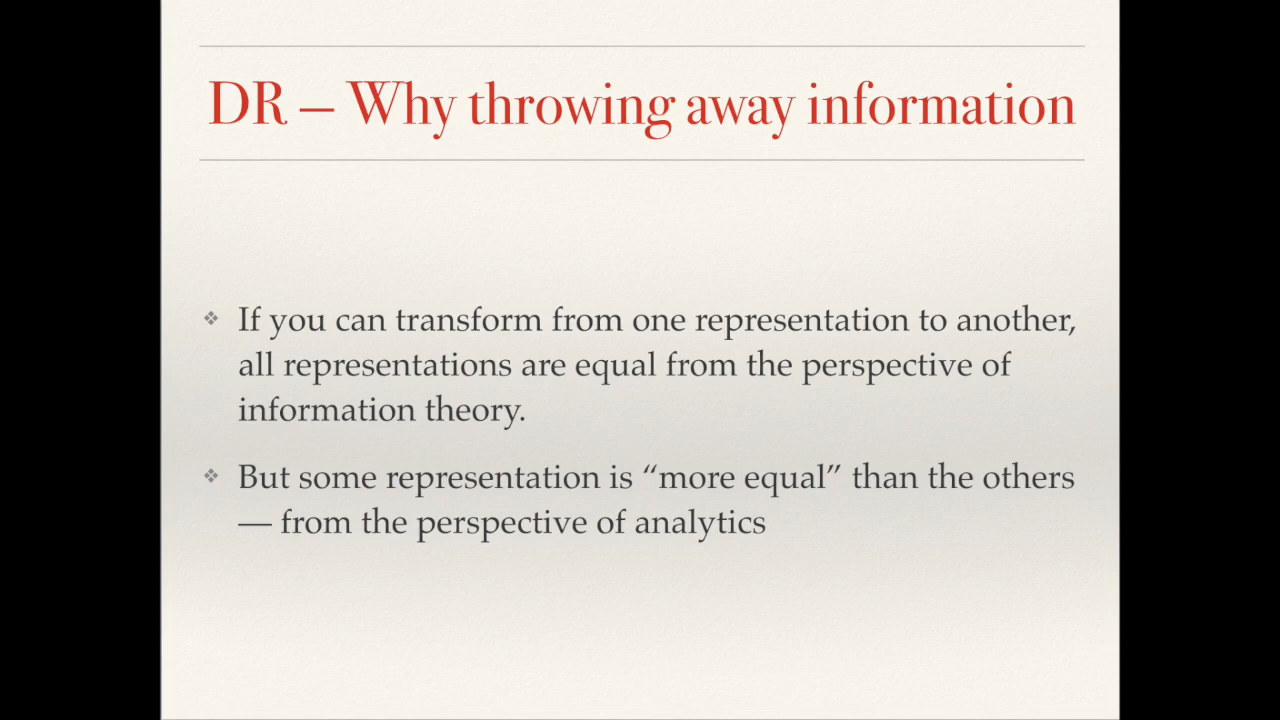 DR – Why throwing away information
If you can transform from one representation to another,
all representations are equal from the perspective of
information theory.
But some representation is “more equal” than the others
— from the perspective of analytics